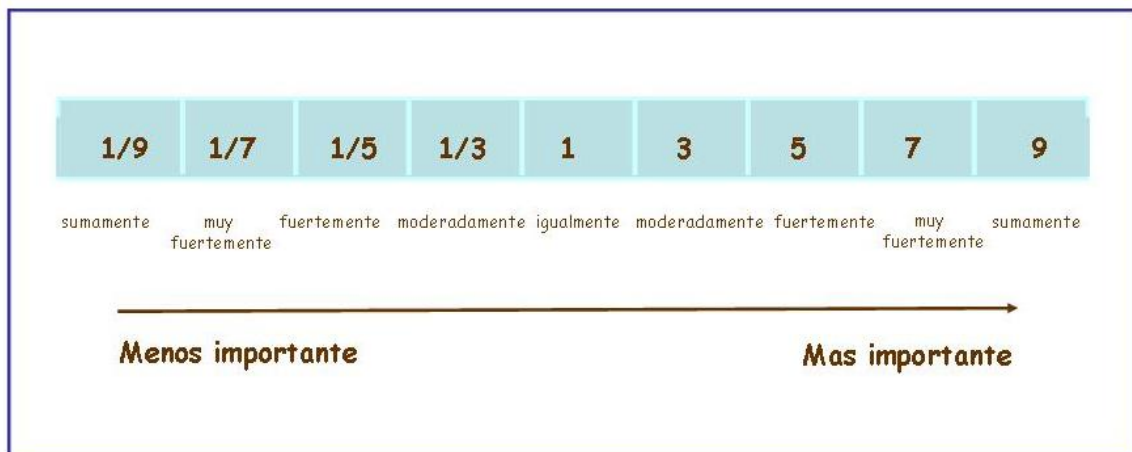 1/9 1/7 1/5 1/3 1 3 5 7 9
sumamente muy fuertemente moderadamente igualmente moderadamente fuertemente muy sumamente
fuertemente fuertemente
Menos importante Mas importante